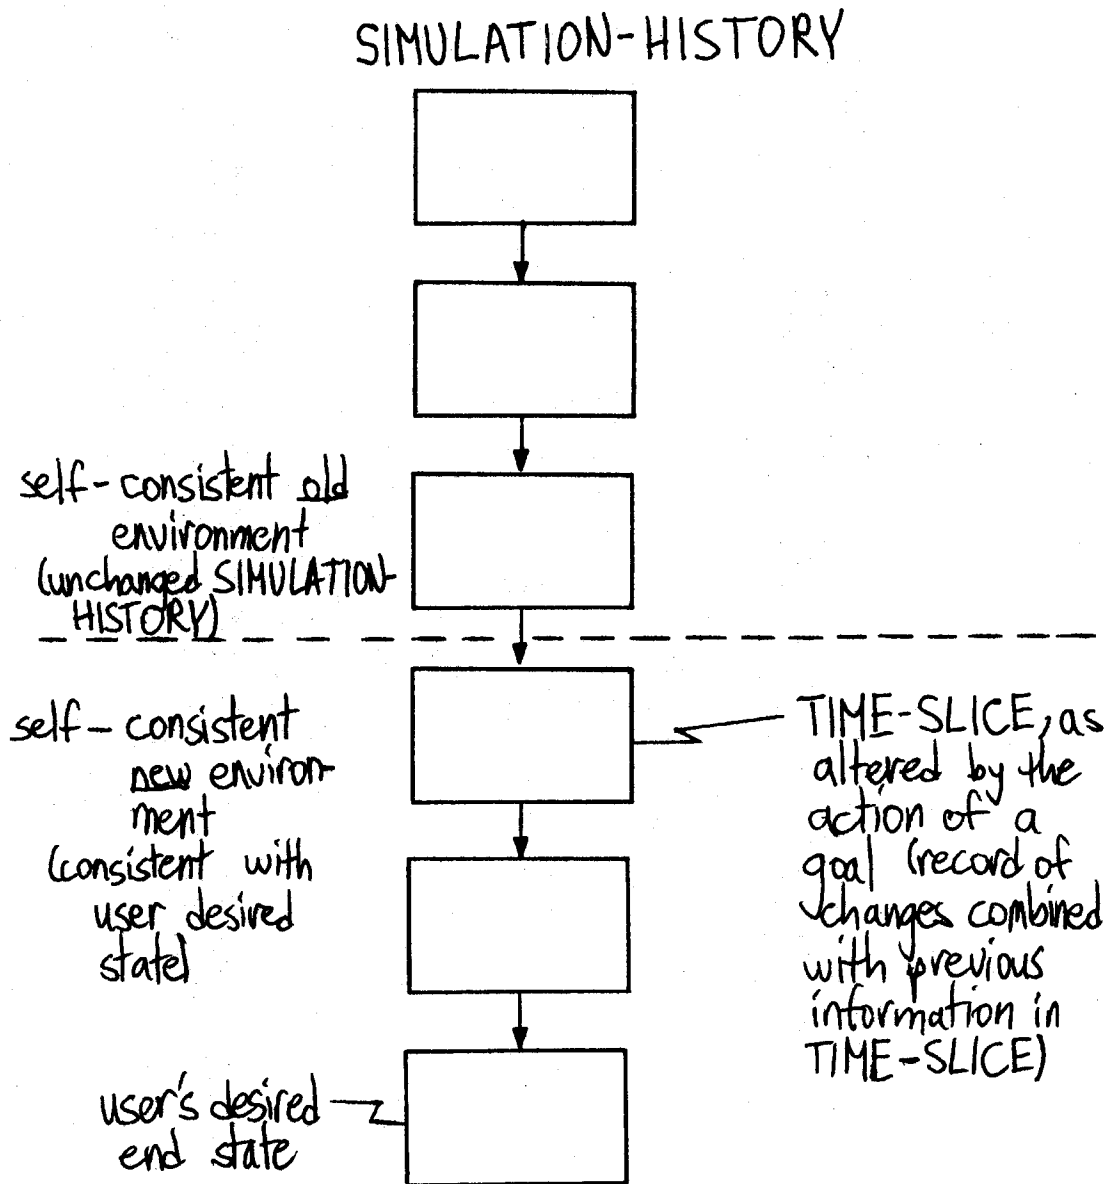 SIMULATION-HISTORY
self-consistent old
environment
(unchanged SIMULATION-
HISTORY)
self-consistent
new environ-
ment
(consistent with
user desired
state)
TIME-SLICE, as
altered by the
action of a
goal (record of
changes combined
with previous
information in
TIME-SLICE)
user's desired
end state